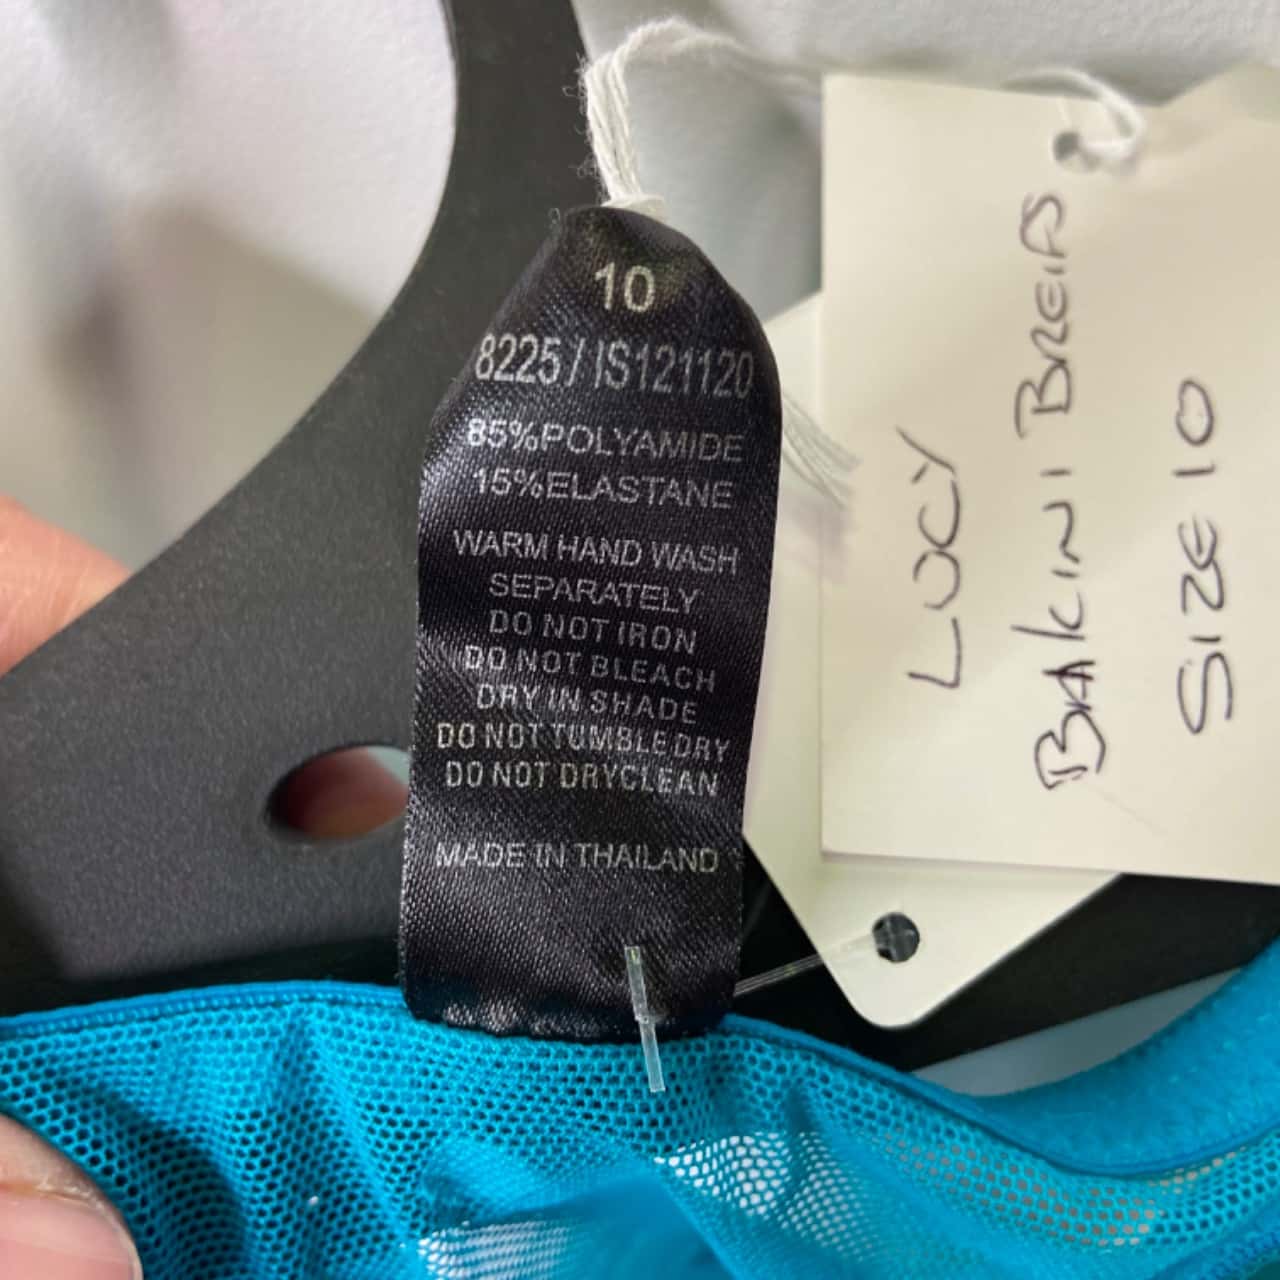 10
8225 / IS121120
85%POLYAMIDE
15%ELASTANE
WARM HAND WASH
SEPARATELY
DO NOT IRON
DO NOT BLEACH
DRY IN SHADE
DO NOT TUMBLE DRY
DO NOT DRYCLEAN
MADE IN THAILAND
LUCY
BAKINI BREIFS
SIZE 10